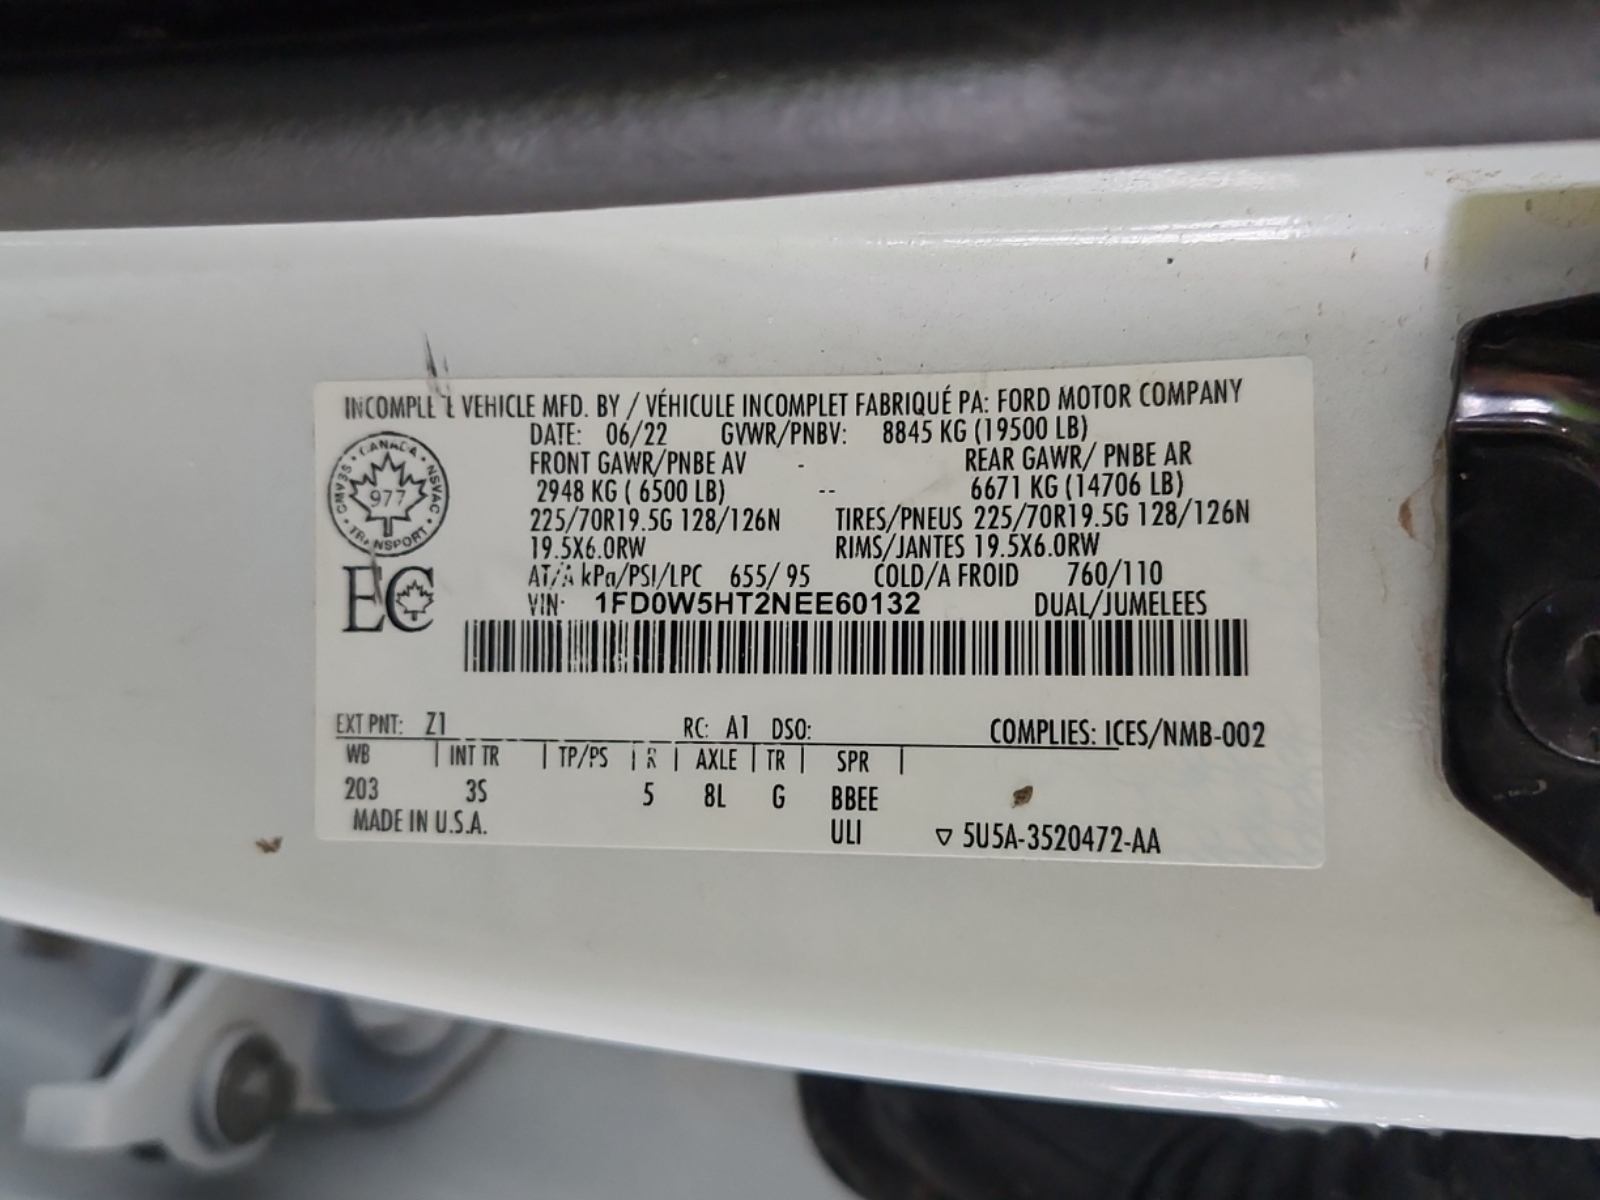 INCOMPLETE VEHICLE MFD. BY / VÉHICULE INCOMPLET FABRIQUÉ PA: FORD MOTOR COMPANY
DATE: 06/22 GVWR/PNBV: 8845 KG (19500 LB)
FRONT GAWR/PNBE AV - REAR GAWR/ PNBE AR
2948 KG ( 6500 LB) -- 6671 KG (14706 LB)
225/70R19.5G 128/126N TIRES/PNEUS 225/70R19.5G 128/126N
19.5X6.0RW RIMS/JANTES 19.5X6.0RW
AT/A kPa/PSI/LPC 655/ 95 COLD/A FROID 760/110
VIN: 1FD0W5HT2NEE60132 DUAL/JUMELEES
CANADA · NSVAC · TRANSPORT · CMVSS
977
EC
EXT PNT: Z1 RC: A1 DSO: COMPLIES: ICES/NMB-002
WB | INT TR | TP/PS | R | AXLE | TR | SPR |
203 3S 5 8L G BBEE
MADE IN U.S.A. ULI ▽ 5U5A-3520472-AA